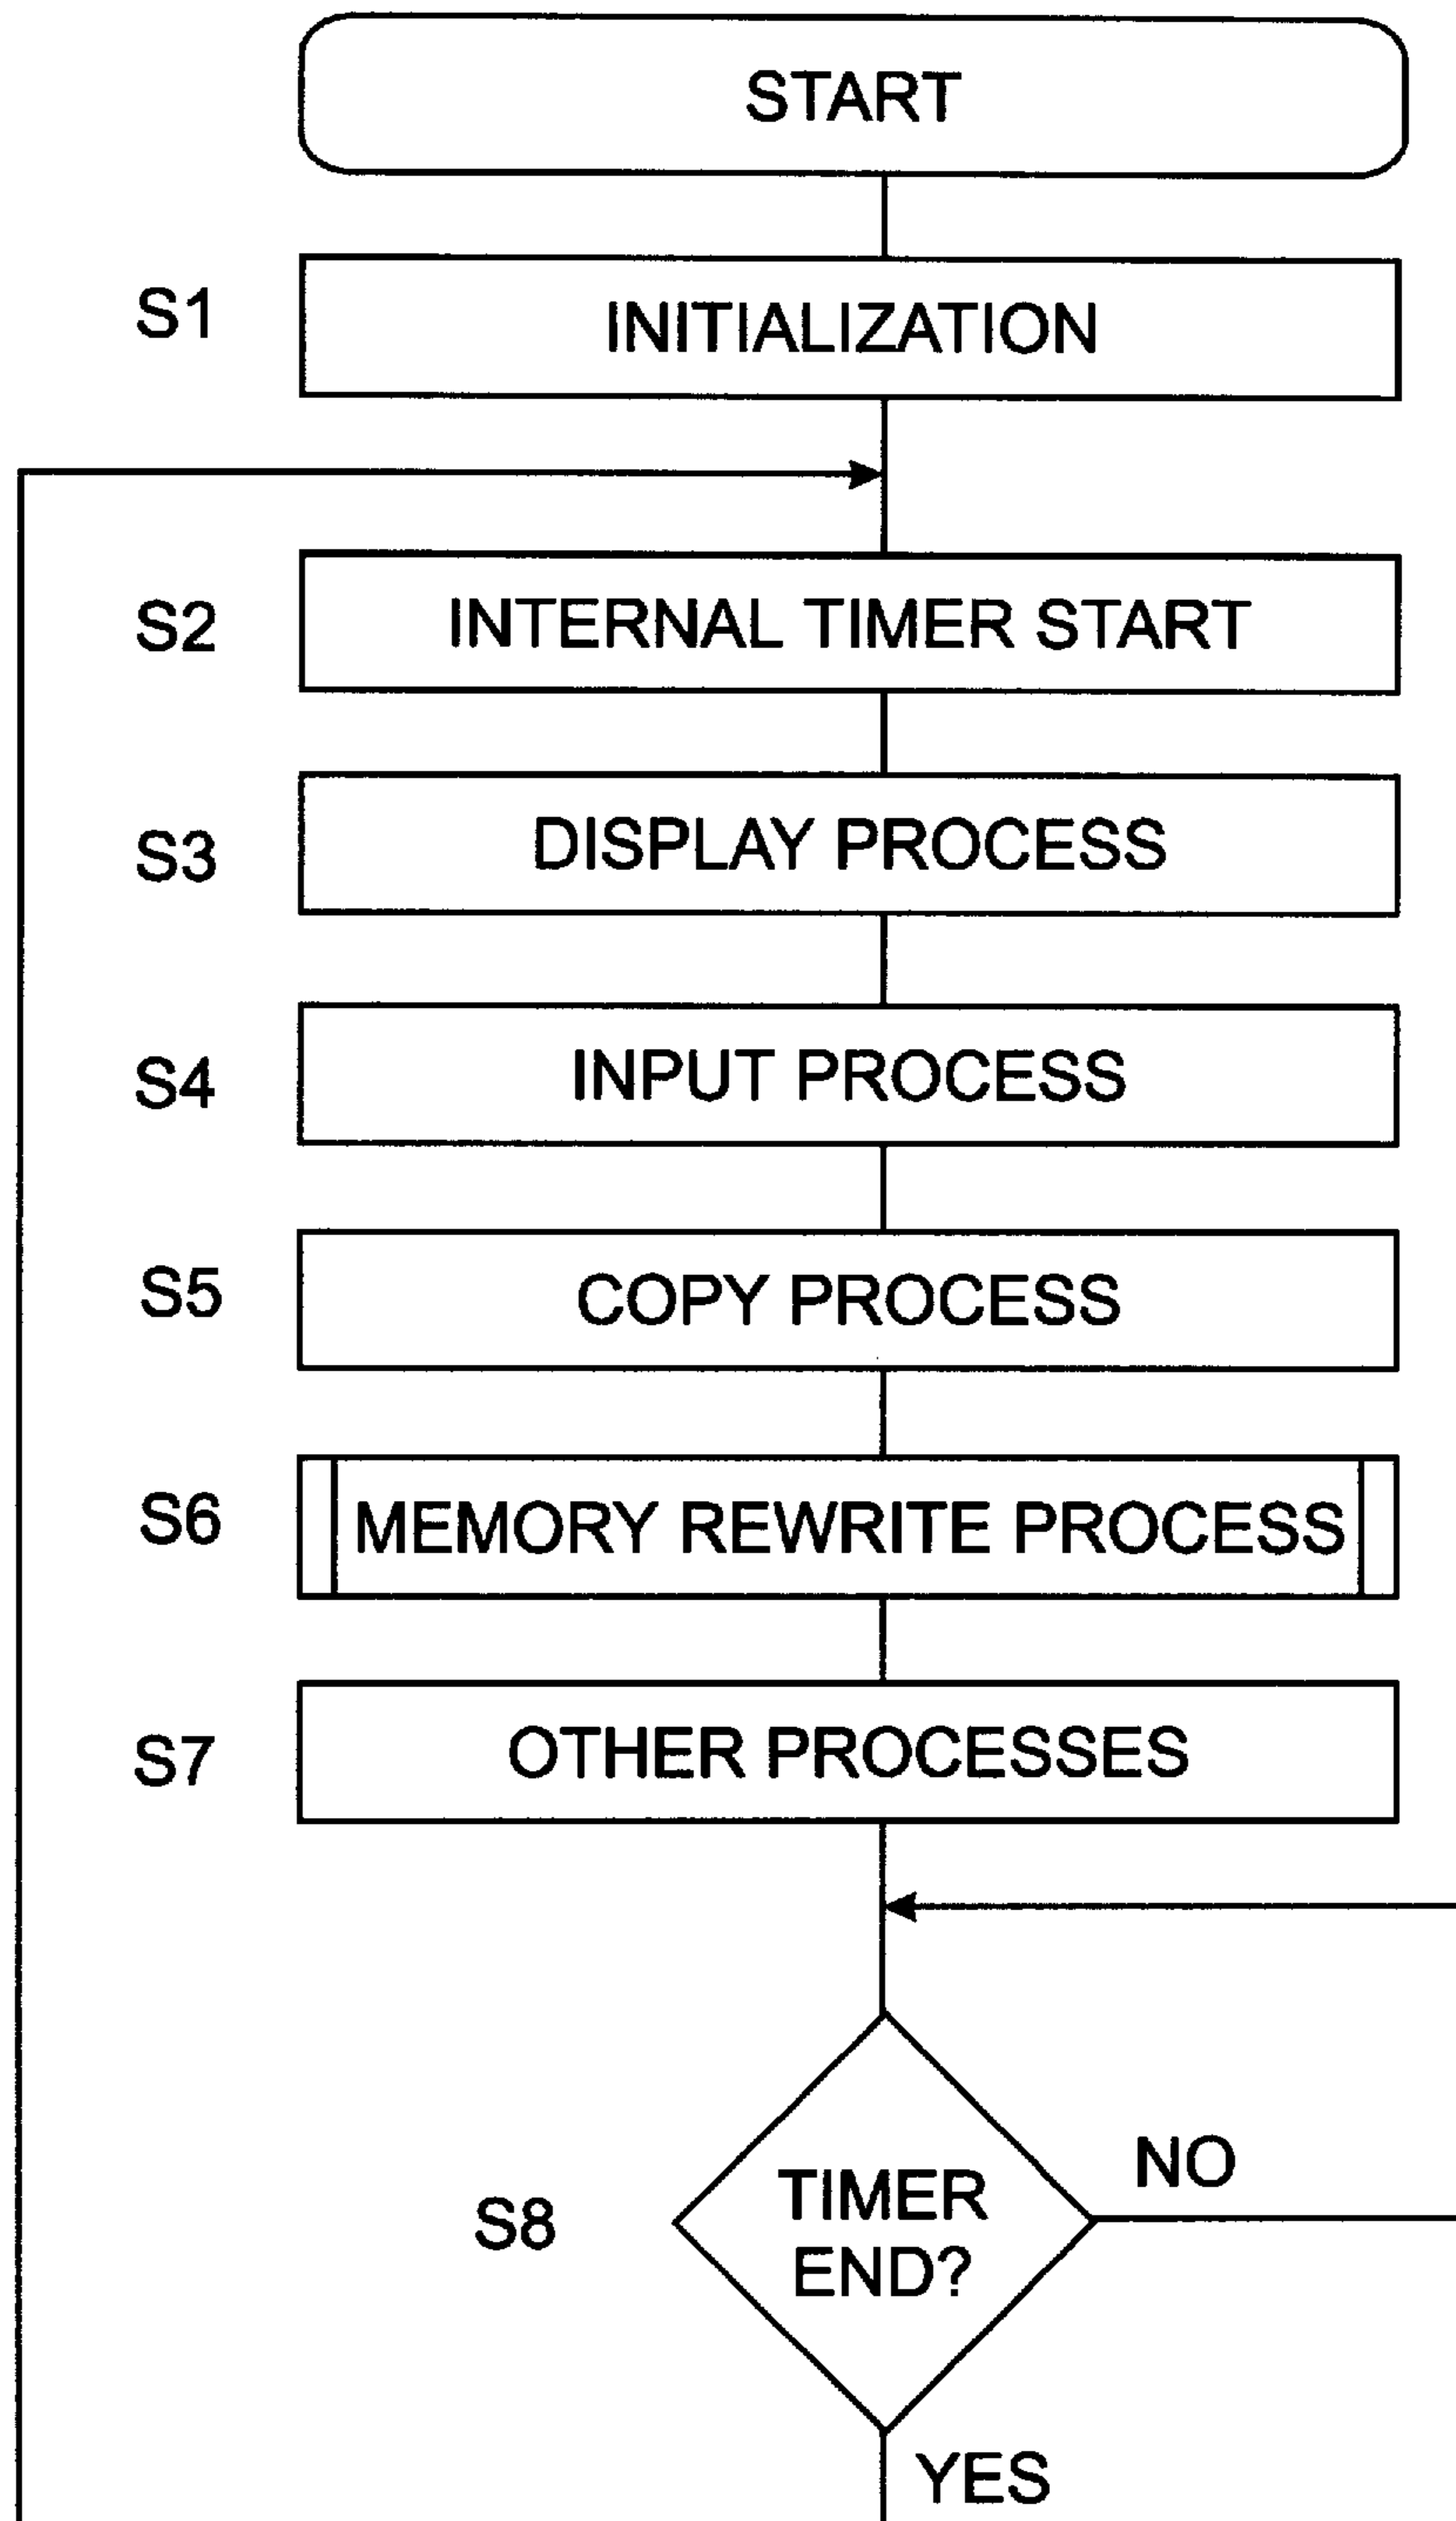 START
S1 INITIALIZATION
S2 INTERNAL TIMER START
S3 DISPLAY PROCESS
S4 INPUT PROCESS
S5 COPY PROCESS
S6 MEMORY REWRITE PROCESS
S7 OTHER PROCESSES
NO
S8 TIMER
END?
YES